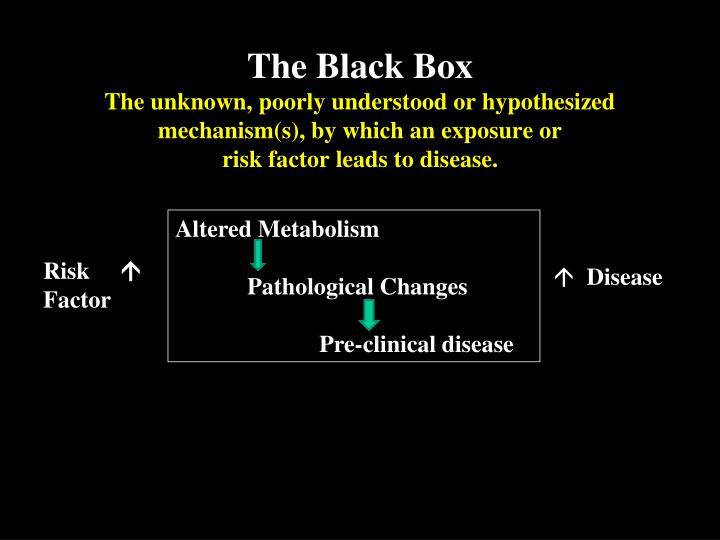 The Black Box
The unknown, poorly understood or hypothesized
mechanism(s), by which an exposure or
risk factor leads to disease.
Altered Metabolism
Risk ↑
Factor
Pathological Changes
↑ Disease
Pre-clinical disease